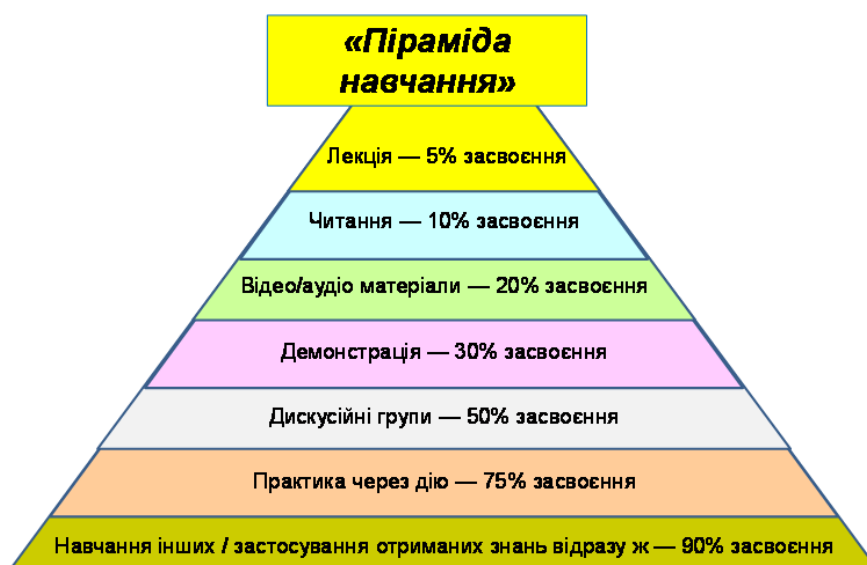 «Піраміда
навчання»
Лекція — 5% засвоєння
Читання — 10% засвоєння
Відео/аудіо матеріали — 20% засвоєння
Демонстрація — 30% засвоєння
Дискусійні групи — 50% засвоєння
Практика через дію — 75% засвоєння
Навчання інших / застосування отриманих знань відразу ж — 90% засвоєння